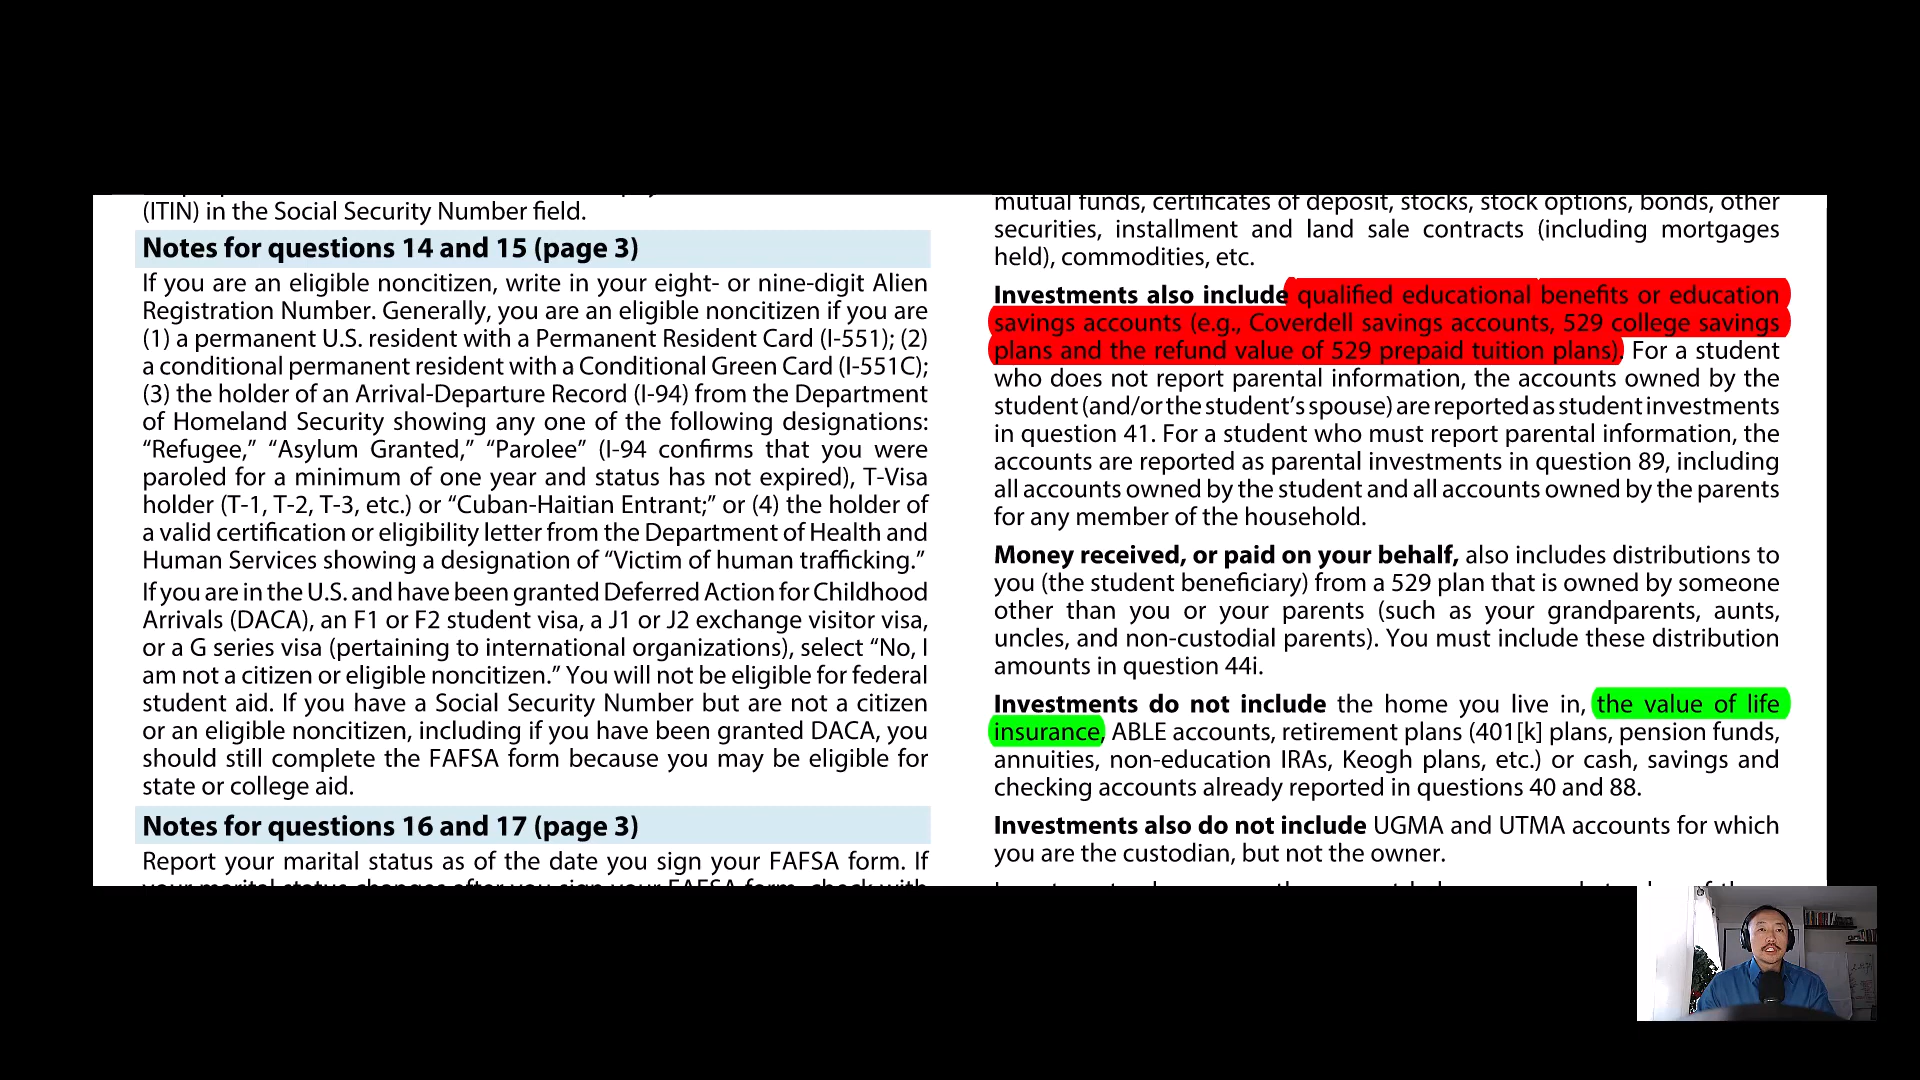 (ITIN) in the Social Security Number field.
Notes for questions 14 and 15 (page 3)
If you are an eligible noncitizen, write in your eight- or nine-digit Alien
Registration Number. Generally, you are an eligible noncitizen if you are
(1) a permanent U.S. resident with a Permanent Resident Card (I-551); (2)
a conditional permanent resident with a Conditional Green Card (I-551C);
(3) the holder of an Arrival-Departure Record (I-94) from the Department
of Homeland Security showing any one of the following designations:
“Refugee,” “Asylum Granted,” “Parolee” (I-94 confirms that you were
paroled for a minimum of one year and status has not expired), T-Visa
holder (T-1, T-2, T-3, etc.) or “Cuban-Haitian Entrant;” or (4) the holder of
a valid certification or eligibility letter from the Department of Health and
Human Services showing a designation of “Victim of human trafficking.”
If you are in the U.S. and have been granted Deferred Action for Childhood
Arrivals (DACA), an F1 or F2 student visa, a J1 or J2 exchange visitor visa,
or a G series visa (pertaining to international organizations), select “No, I
am not a citizen or eligible noncitizen.” You will not be eligible for federal
student aid. If you have a Social Security Number but are not a citizen
or an eligible noncitizen, including if you have been granted DACA, you
should still complete the FAFSA form because you may be eligible for
state or college aid.
Notes for questions 16 and 17 (page 3)
Report your marital status as of the date you sign your FAFSA form. If
your marital status changes after you sign your FAFSA form, check with
mutual funds, certificates of deposit, stocks, stock options, bonds, other
securities, installment and land sale contracts (including mortgages
held), commodities, etc.
Investments also include qualified educational benefits or education
savings accounts (e.g., Coverdell savings accounts, 529 college savings
plans and the refund value of 529 prepaid tuition plans). For a student
who does not report parental information, the accounts owned by the
student (and/or the student’s spouse) are reported as student investments
in question 41. For a student who must report parental information, the
accounts are reported as parental investments in question 89, including
all accounts owned by the student and all accounts owned by the parents
for any member of the household.
Money received, or paid on your behalf, also includes distributions to
you (the student beneficiary) from a 529 plan that is owned by someone
other than you or your parents (such as your grandparents, aunts,
uncles, and non-custodial parents). You must include these distribution
amounts in question 44i.
Investments do not include the home you live in, the value of life
insurance, ABLE accounts, retirement plans (401[k] plans, pension funds,
annuities, non-education IRAs, Keogh plans, etc.) or cash, savings and
checking accounts already reported in questions 40 and 88.
Investments also do not include UGMA and UTMA accounts for which
you are the custodian, but not the owner.